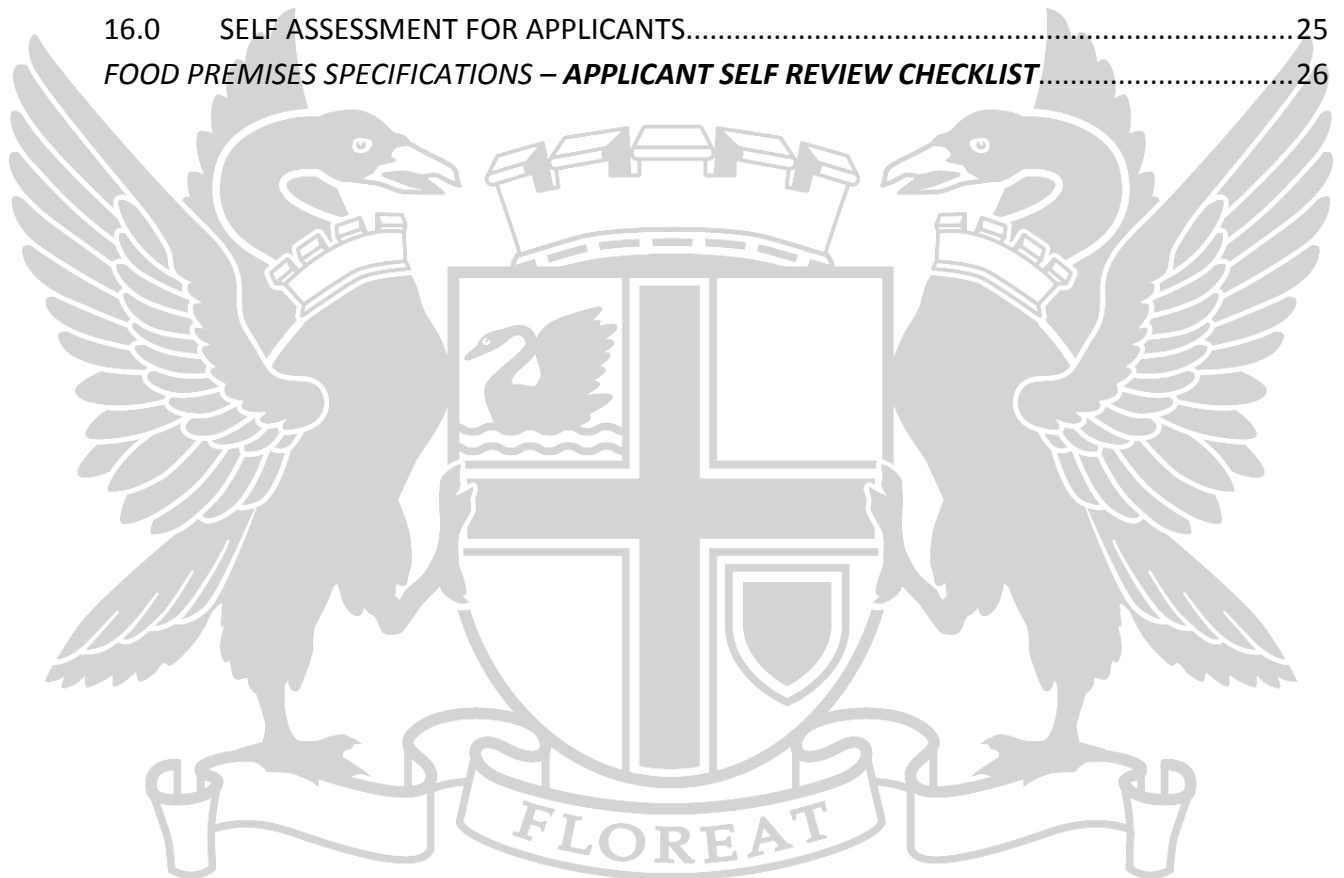 16.0 SELF ASSESSMENT FOR APPLICANTS..........................................................................25
FOOD PREMISES SPECIFICATIONS – APPLICANT SELF REVIEW CHECKLIST...............................26
FLOREAT